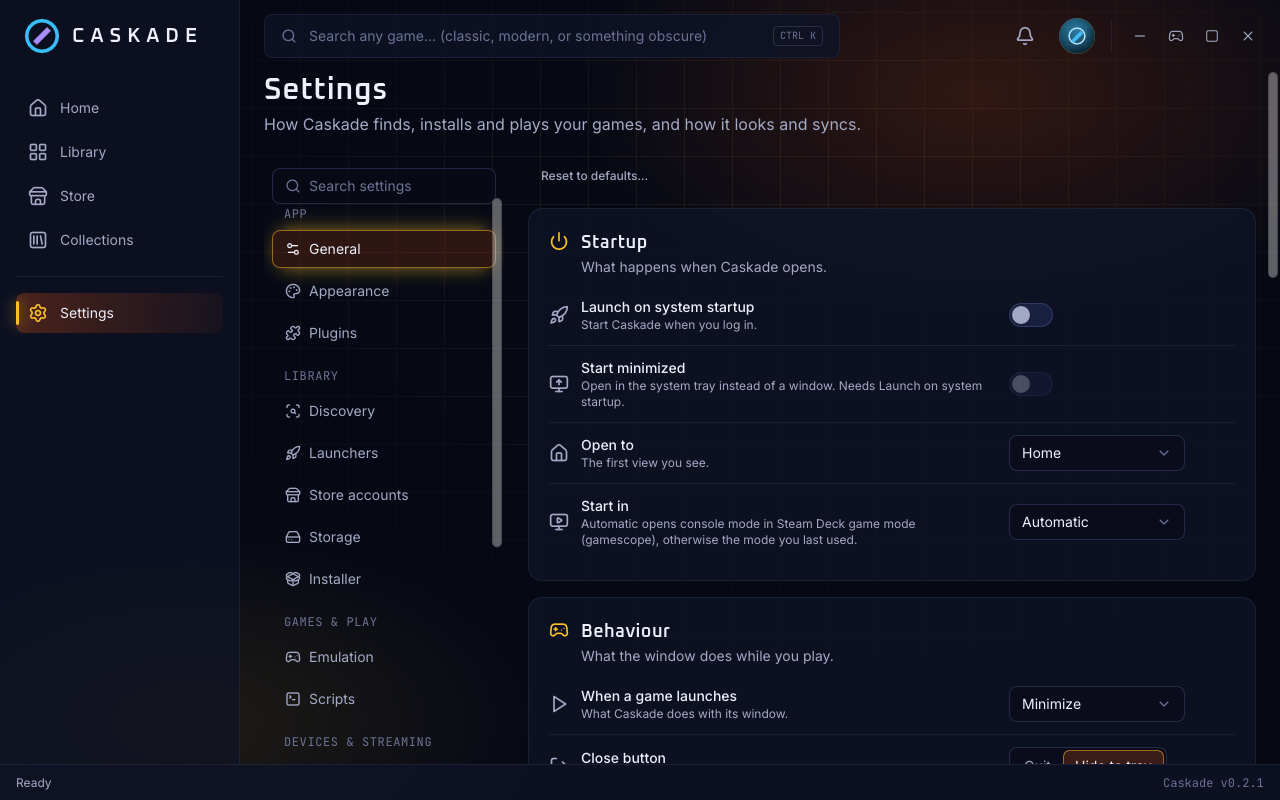 CASKADE
Search any game... (classic, modern, or something obscure)
CTRL K
Home
Library
Store
Collections
Settings
Settings
How Caskade finds, installs and plays your games, and how it looks and syncs.
Search settings
APP
General
Appearance
Plugins
LIBRARY
Discovery
Launchers
Store accounts
Storage
Installer
GAMES & PLAY
Emulation
Scripts
DEVICES & STREAMING
Reset to defaults...
Startup
What happens when Caskade opens.
Launch on system startup
Start Caskade when you log in.
Start minimized
Open in the system tray instead of a window. Needs Launch on system
startup.
Open to
The first view you see.
Home
Start in
Automatic opens console mode in Steam Deck game mode
(gamescope), otherwise the mode you last used.
Automatic
Behaviour
What the window does while you play.
When a game launches
What Caskade does with its window.
Minimize
Close button
Quit
Hide to tray
Ready
Caskade v0.2.1